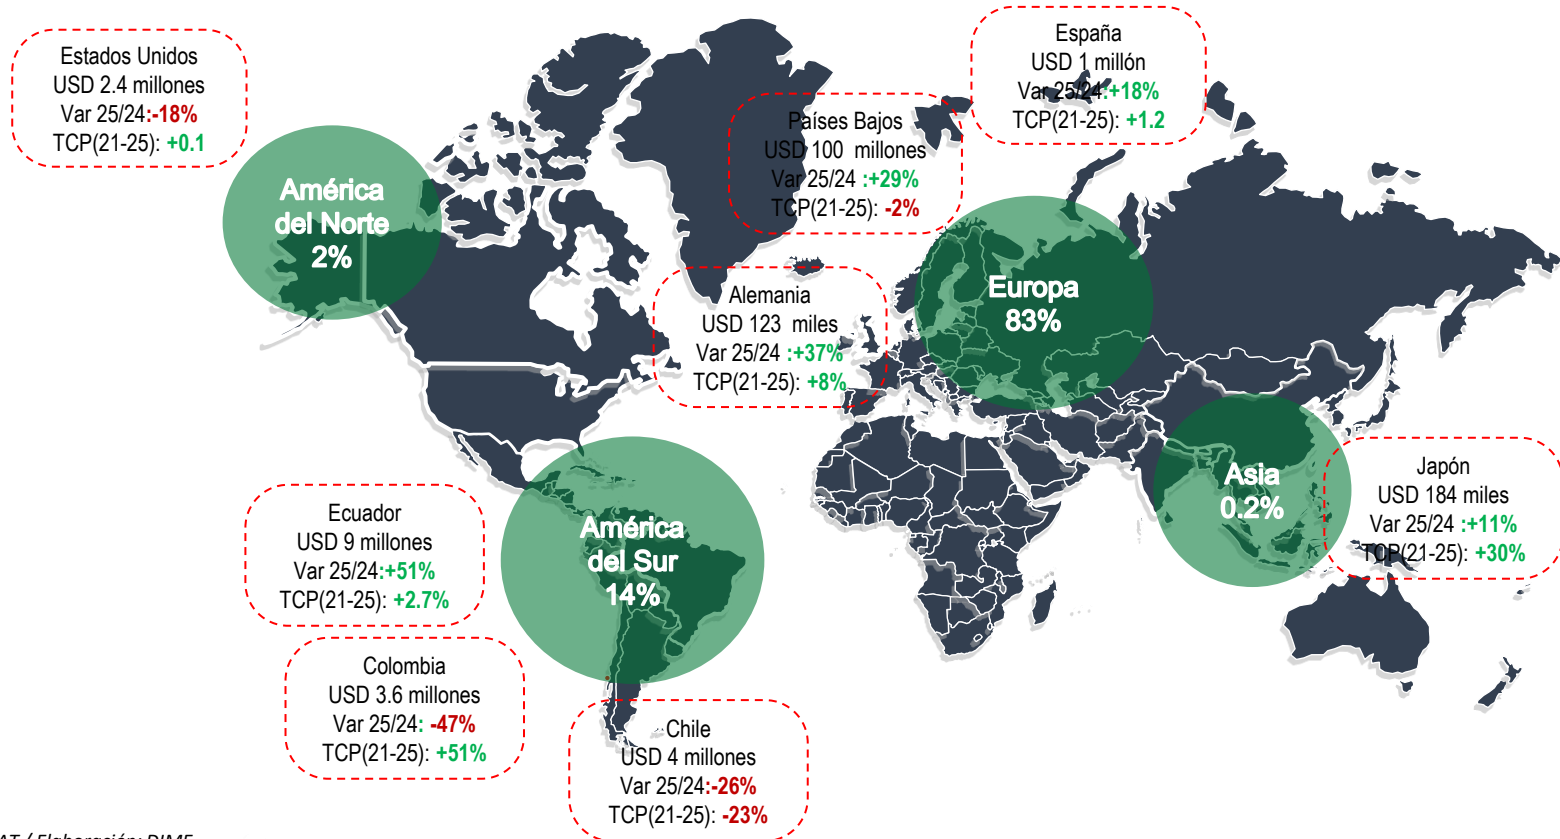 Estados Unidos
USD 2.4 millones
Var 25/24:-18%
TCP(21-25): +0.1
España
USD 1 millón
Var 25/24:+18%
TCP(21-25): +1.2
Países Bajos
USD 100 millones
Var 25/24 :+29%
TCP(21-25): -2%
América
del Norte
2%
Alemania
USD 123 miles
Var 25/24 :+37%
TCP(21-25): +8%
Europa
83%
Asia
0.2%
Japón
USD 184 miles
Var 25/24 :+11%
TCP(21-25): +30%
Ecuador
USD 9 millones
Var 25/24:+51%
TCP(21-25): +2.7%
América
del Sur
14%
Colombia
USD 3.6 millones
Var 25/24: -47%
TCP(21-25): +51%
Chile
USD 4 millones
Var 25/24:-26%
TCP(21-25): -23%